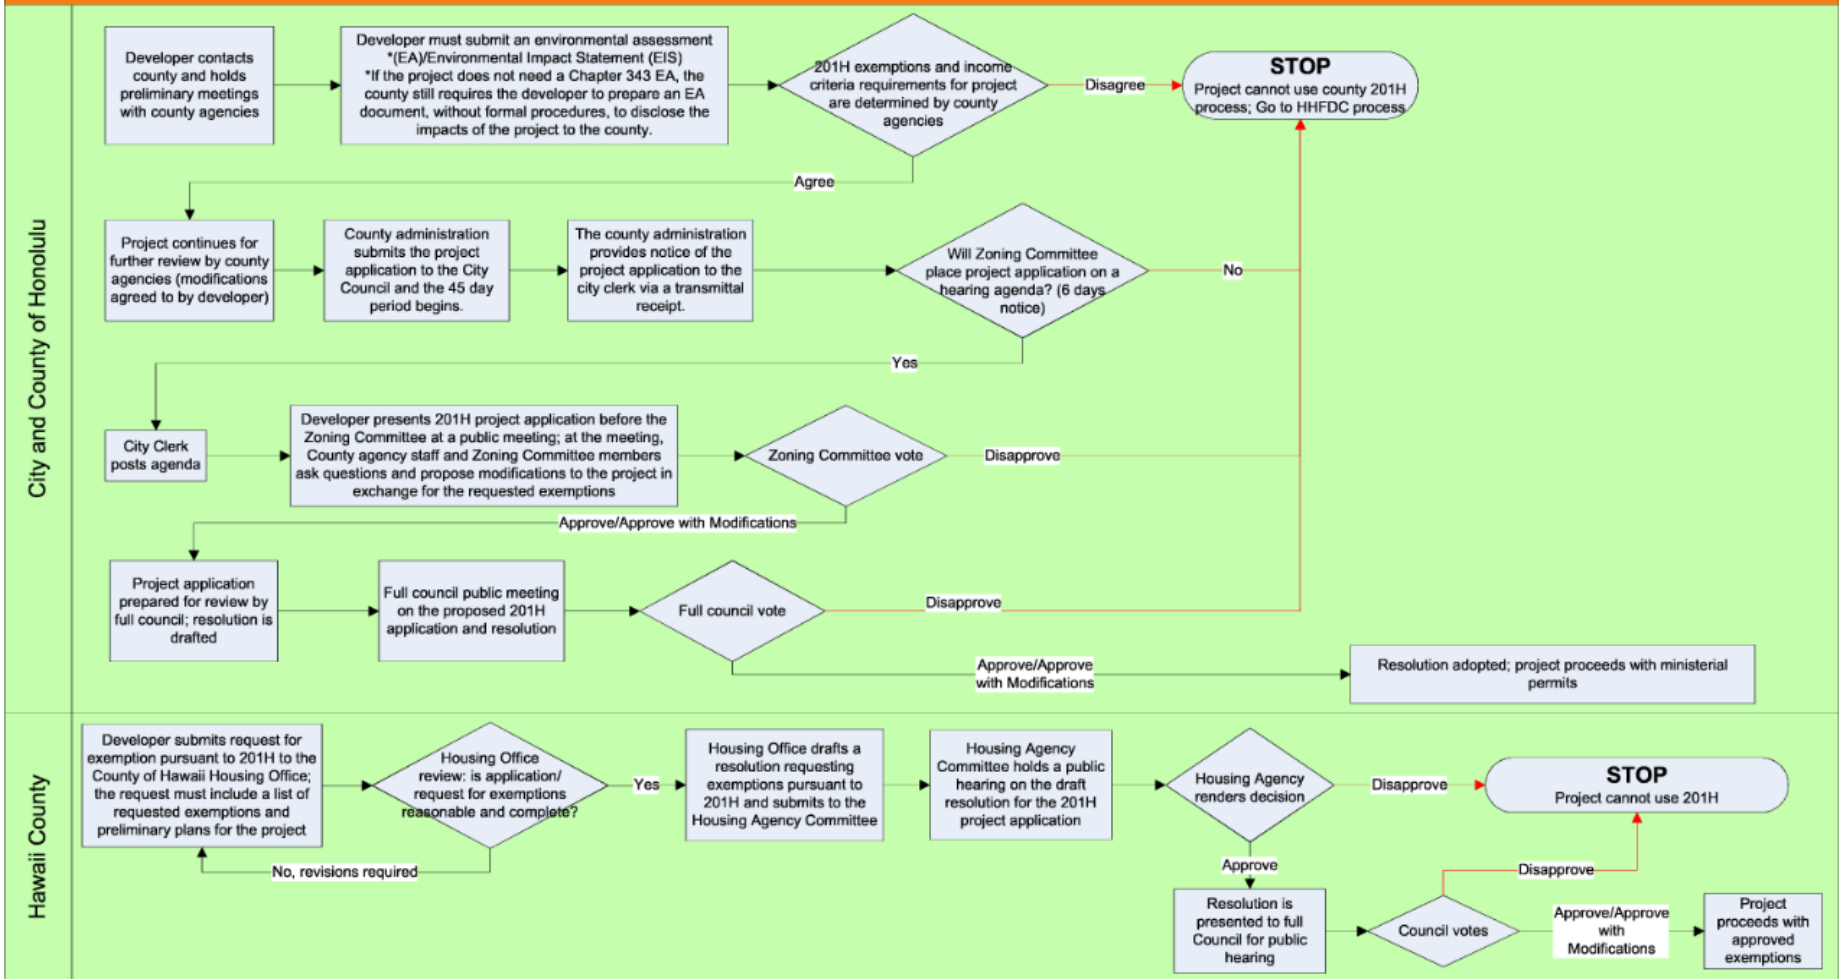 City and County of Honolulu
Developer contacts
county and holds
preliminary meetings
with county agencies
Developer must submit an environmental assessment
*(EA)/Environmental Impact Statement (EIS)
*If the project does not need a Chapter 343 EA, the
county still requires the developer to prepare an EA
document, without formal procedures, to disclose the
impacts of the project to the county.
201H exemptions and income
criteria requirements for project
are determined by county
agencies
Disagree
STOP
Project cannot use county 201H
process; Go to HHFDC process
Agree
Project continues for
further review by county
agencies (modifications
agreed to by developer)
County administration
submits the project
application to the City
Council and the 45 day
period begins.
The county administration
provides notice of the
project application to the
city clerk via a transmittal
receipt.
Will Zoning Committee
place project application on a
hearing agenda? (6 days
notice)
No
Yes
City Clerk
posts agenda
Developer presents 201H project application before the
Zoning Committee at a public meeting; at the meeting,
County agency staff and Zoning Committee members
ask questions and propose modifications to the project in
exchange for the requested exemptions
Zoning Committee vote
Disapprove
Approve/Approve with Modifications
Project application
prepared for review by
full council; resolution is
drafted
Full council public meeting
on the proposed 201H
application and resolution
Full council vote
Disapprove
Approve/Approve
with Modifications
Resolution adopted; project proceeds with ministerial
permits
Hawaii County
Developer submits request for
exemption pursuant to 201H to the
County of Hawaii Housing Office;
the request must include a list of
requested exemptions and
preliminary plans for the project
Housing Office
review: is application/
request for exemptions
reasonable and complete?
Yes
No, revisions required
Housing Office drafts a
resolution requesting
exemptions pursuant to
201H and submits to the
Housing Agency Committee
Housing Agency
Committee holds a public
hearing on the draft
resolution for the 201H
project application
Housing Agency
renders decision
Disapprove
STOP
Project cannot use 201H
Approve
Resolution is
presented to full
Council for public
hearing
Council votes
Disapprove
Approve/Approve
with
Modifications
Project
proceeds with
approved
exemptions